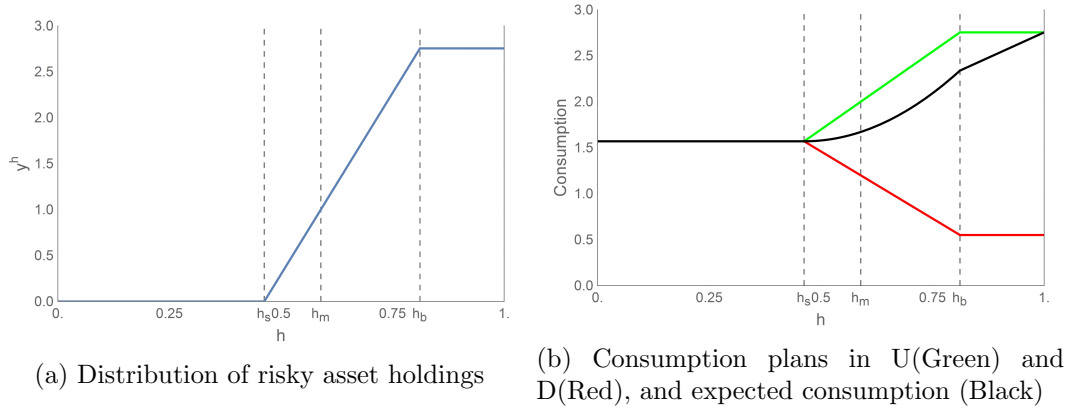 3.0
2.5
2.0
1.5
1.0
0.5
0.0
y^h
0. 0.25 h_s 0.5 h_m 0.75 h_b 1.
h
(a) Distribution of risky asset holdings
3.0
2.5
2.0
1.5
1.0
0.5
0.0
Consumption
0. 0.25 h_s 0.5 h_m 0.75 h_b 1.
h
(b) Consumption plans in U(Green) and
D(Red), and expected consumption (Black)